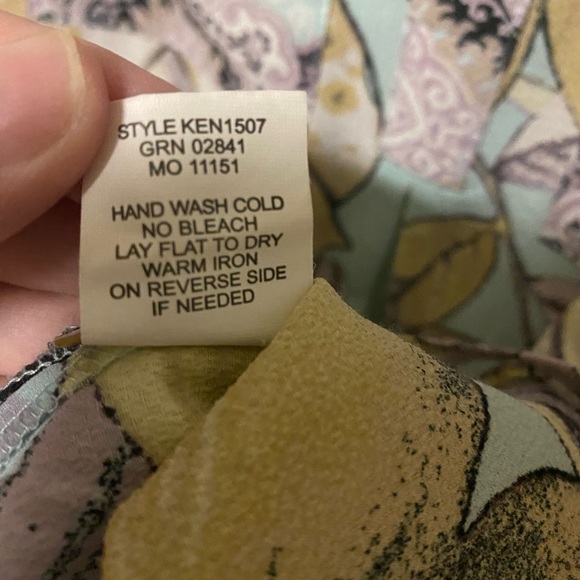 STYLE KEN1507
GRN 02841
MO 11151
HAND WASH COLD
NO BLEACH
LAY FLAT TO DRY
WARM IRON
ON REVERSE SIDE
IF NEEDED